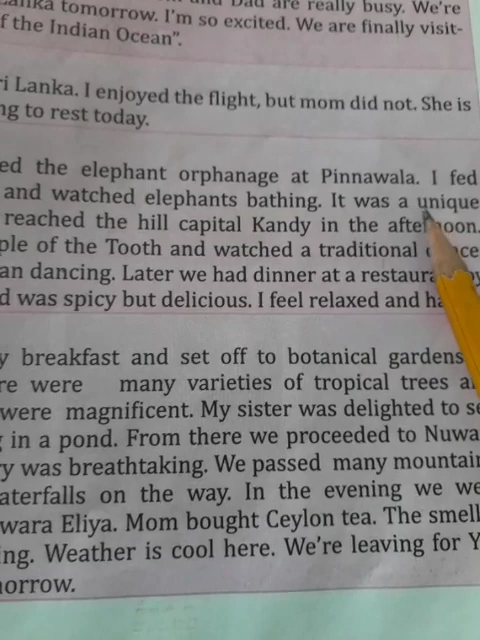 anka tomorrow. I'm so excited. We are finally visit-
f the Indian Ocean".
ri Lanka. I enjoyed the flight, but mom did not. She is
ng to rest today.
ed the elephant orphanage at Pinnawala. I fed
and watched elephants bathing. It was a unique
reached the hill capital Kandy in the afternoon.
ple of the Tooth and watched a traditional
an dancing. Later we had dinner at a restaura
d was spicy but delicious. I feel relaxed and ha
y breakfast and set off to botanical gardens
re were many varieties of tropical trees a
were magnificent. My sister was delighted to se
g in a pond. From there we proceeded to Nuwa
ry was breathtaking. We passed many mountain
aterfalls on the way. In the evening we we
wara Eliya. Mom bought Ceylon tea. The smell
ing. Weather is cool here. We're leaving for Y
orrow.